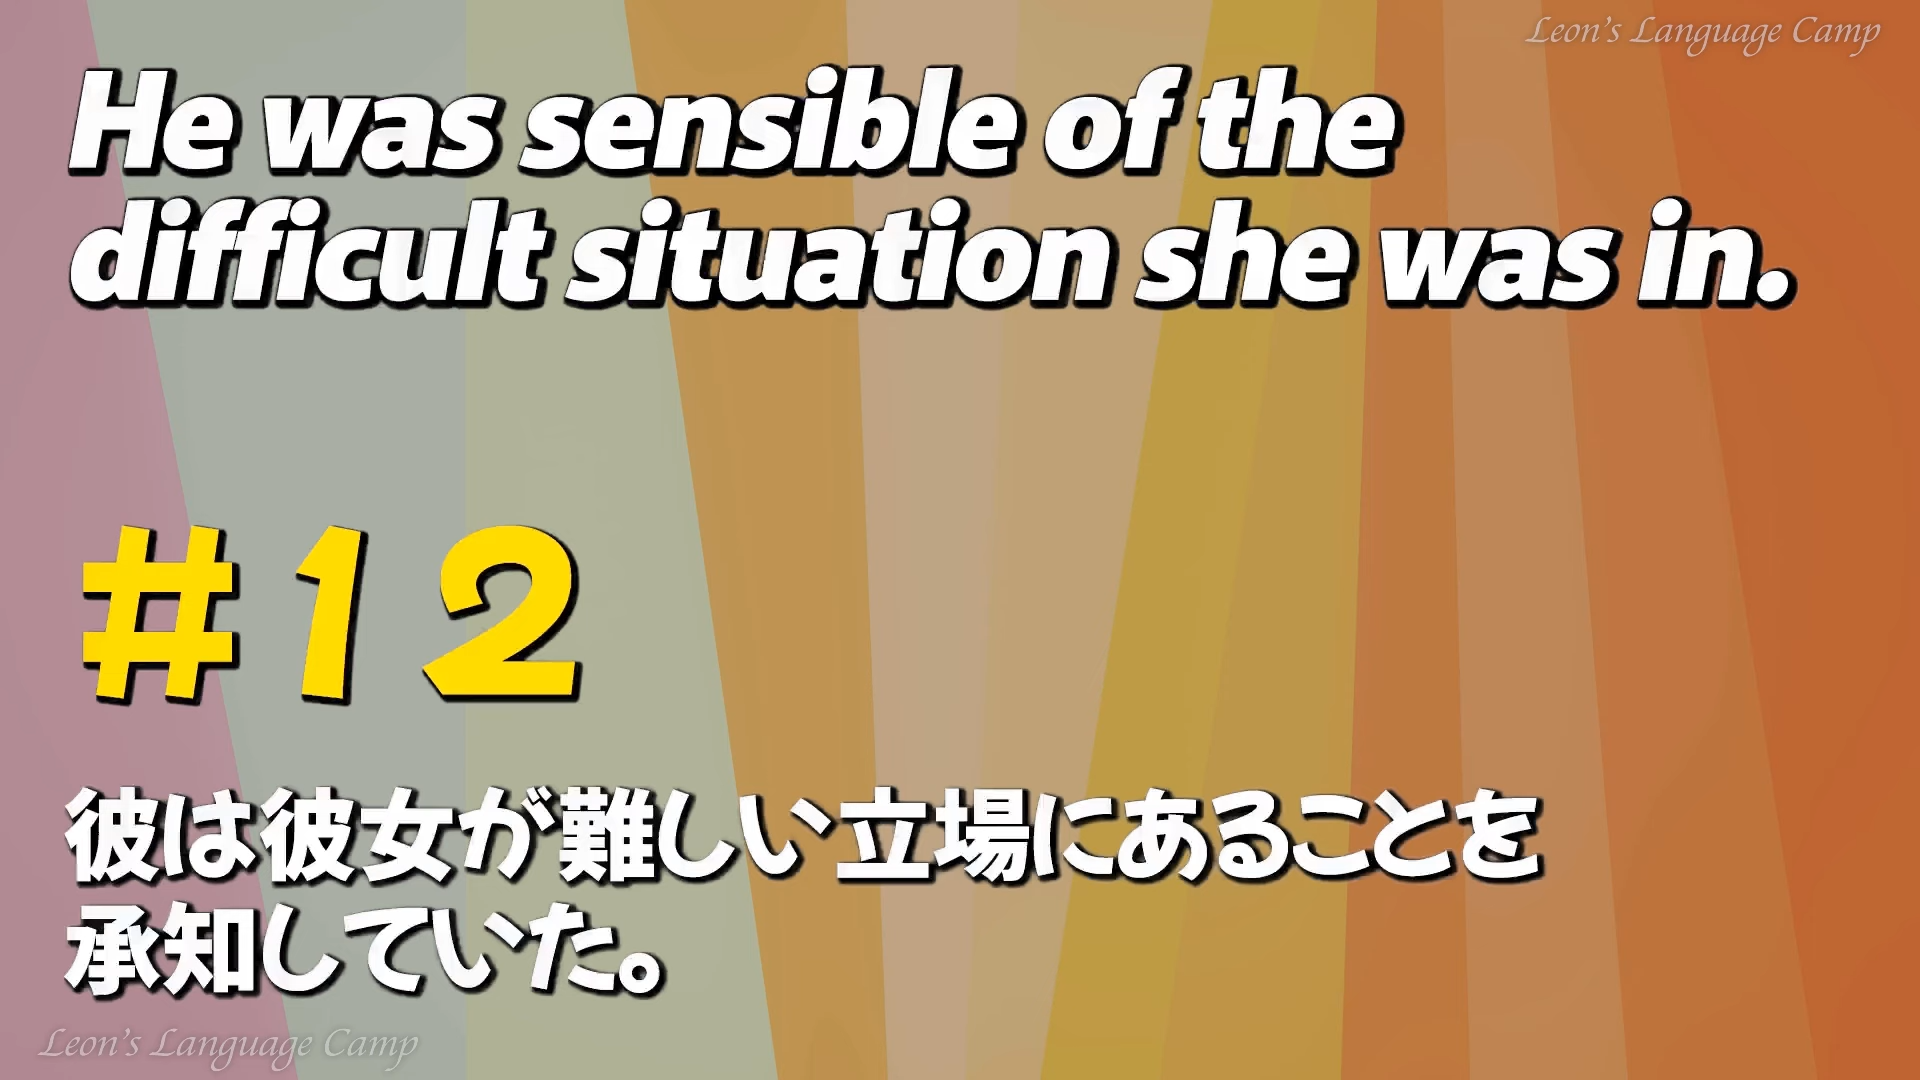 Leon's Language Camp
He was sensible of the
difficult situation she was in.
#12
彼は彼女が難しい立場にあることを
承知していた。
Leon's Language Camp